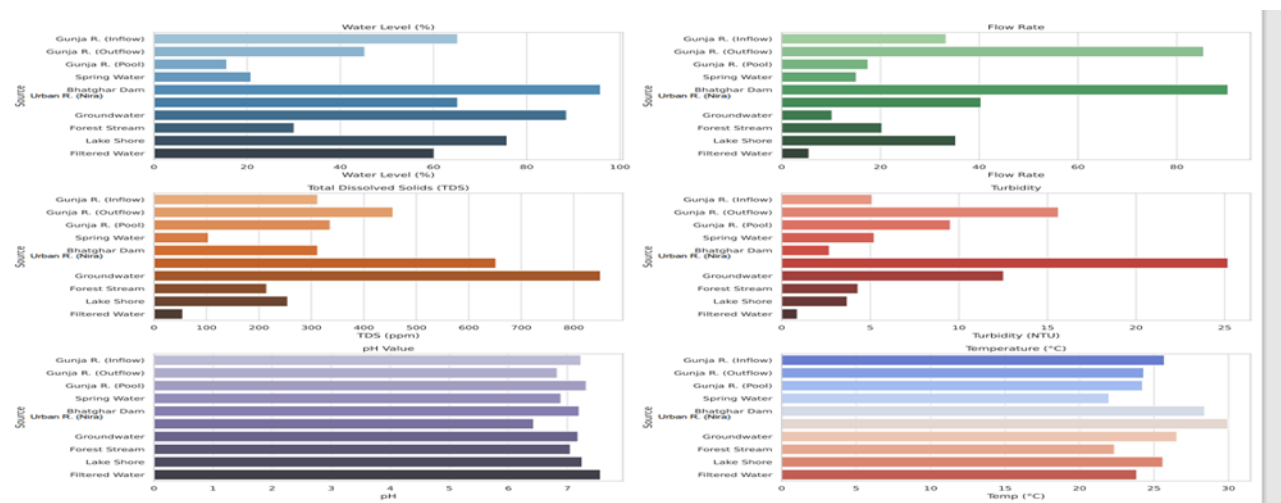 Water Level (%)
Gunja R. (Inflow)
Gunja R. (Outflow)
Gunja R. (Pool)
Spring Water
Bhatghar Dam
Urban R. (Nira)
Groundwater
Forest Stream
Lake Shore
Filtered Water
Source
0 20 40 60 80 100
Water Level (%)
Flow Rate
Gunja R. (Inflow)
Gunja R. (Outflow)
Gunja R. (Pool)
Spring Water
Bhatghar Dam
Urban R. (Nira)
Groundwater
Forest Stream
Lake Shore
Filtered Water
Source
0 20 40 60 80
Flow Rate
Total Dissolved Solids (TDS)
Gunja R. (Inflow)
Gunja R. (Outflow)
Gunja R. (Pool)
Spring Water
Bhatghar Dam
Urban R. (Nira)
Groundwater
Forest Stream
Lake Shore
Filtered Water
Source
0 100 200 300 400 500 600 700 800
TDS (ppm)
Turbidity
Gunja R. (Inflow)
Gunja R. (Outflow)
Gunja R. (Pool)
Spring Water
Bhatghar Dam
Urban R. (Nira)
Groundwater
Forest Stream
Lake Shore
Filtered Water
Source
0 5 10 15 20 25
Turbidity (NTU)
pH Value
Gunja R. (Inflow)
Gunja R. (Outflow)
Gunja R. (Pool)
Spring Water
Bhatghar Dam
Urban R. (Nira)
Groundwater
Forest Stream
Lake Shore
Filtered Water
Source
0 1 2 3 4 5 6 7
pH
Temperature (°C)
Gunja R. (Inflow)
Gunja R. (Outflow)
Gunja R. (Pool)
Spring Water
Bhatghar Dam
Urban R. (Nira)
Groundwater
Forest Stream
Lake Shore
Filtered Water
Source
0 5 10 15 20 25 30
Temp (°C)